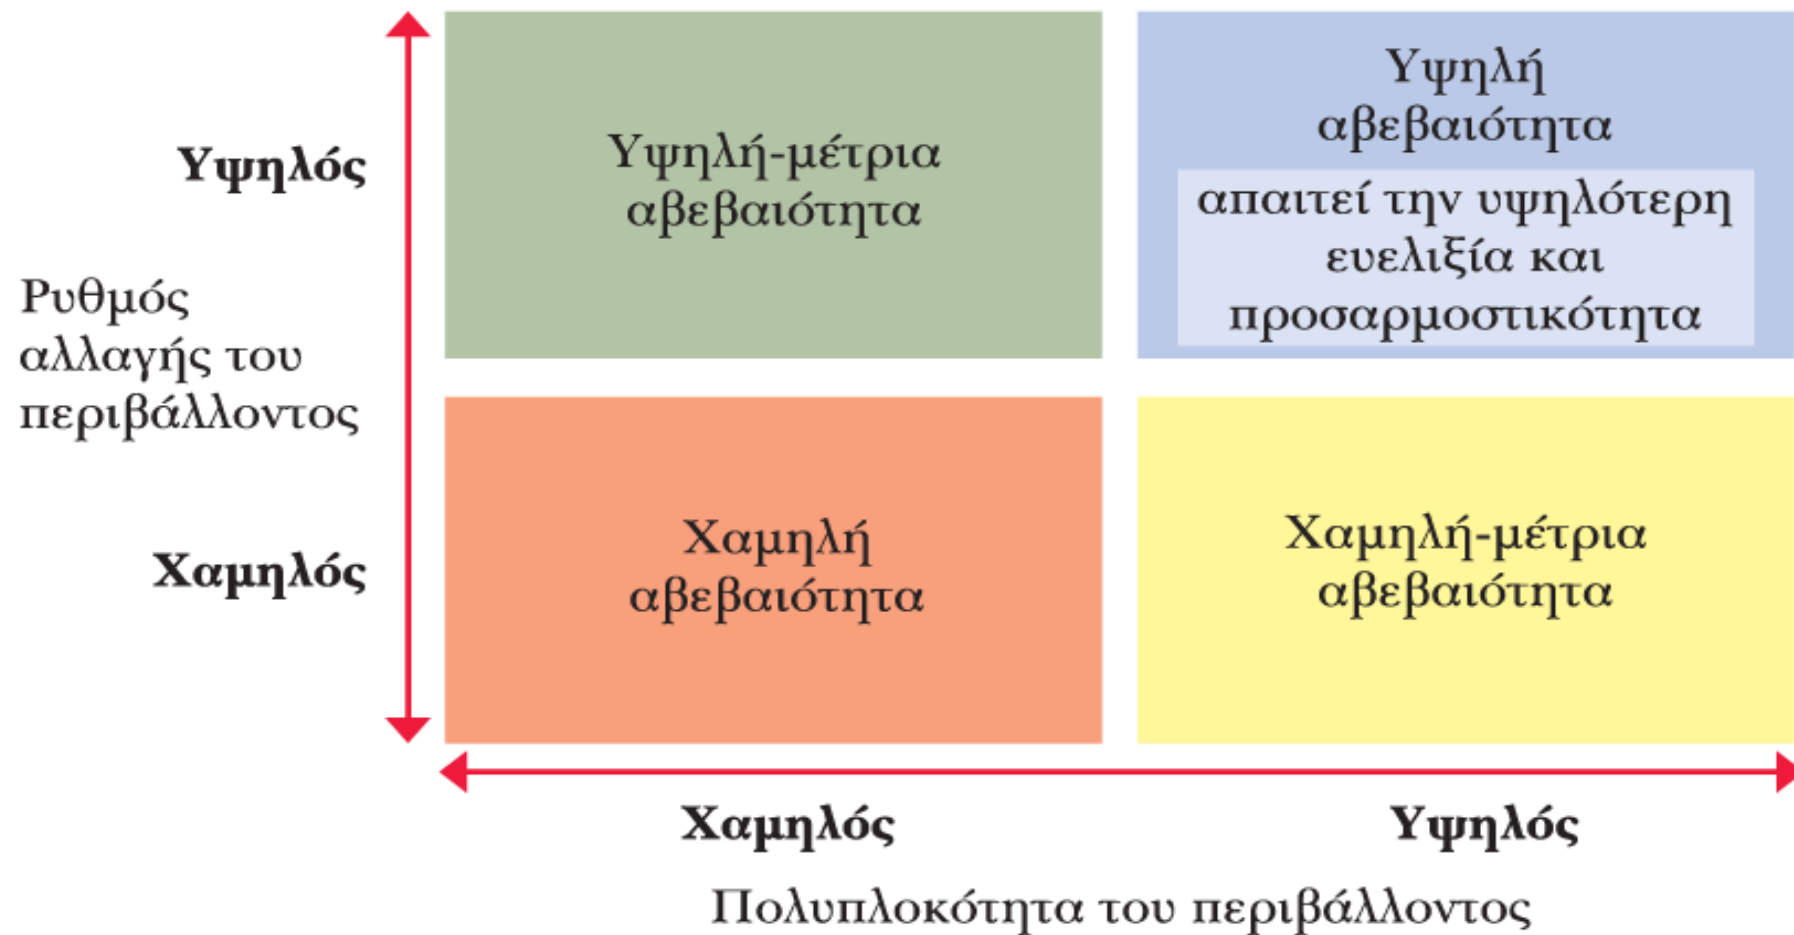 Υψηλός
Ρυθμός
αλλαγής του
περιβάλλοντος
Χαμηλός
Υψηλή-μέτρια
αβεβαιότητα
Υψηλή
αβεβαιότητα
απαιτεί την υψηλότερη
ευελιξία και
προσαρμοστικότητα
Χαμηλή
αβεβαιότητα
Χαμηλή-μέτρια
αβεβαιότητα
Χαμηλός
Υψηλός
Πολυπλοκότητα του περιβάλλοντος